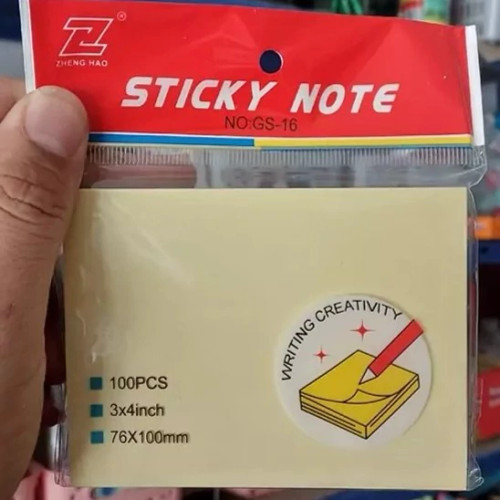 Z®
ZHENG HAO
STICKY NOTE
NO:GS-16
WRITING CREATIVITY
100PCS
3x4inch
76X100mm